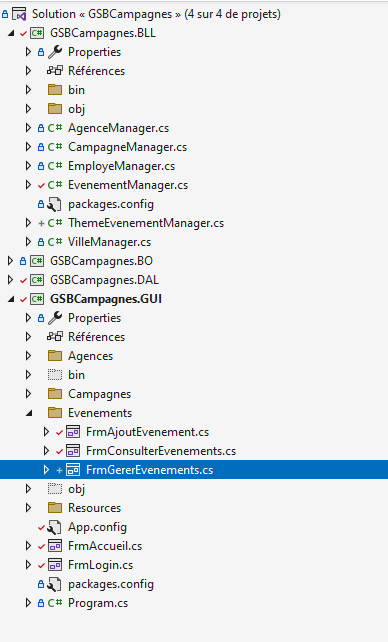 Solution « GSBCampagnes » (4 sur 4 de projets)
GSBCampagnes.BLL
Properties
Références
bin
obj
C# AgenceManager.cs
C# CampagneManager.cs
C# EmployeManager.cs
C# EvenementManager.cs
packages.config
C# ThemeEvenementManager.cs
C# VilleManager.cs
C# GSBCampagnes.BO
C# GSBCampagnes.DAL
C# GSBCampagnes.GUI
Properties
Références
Agences
bin
Campagnes
Evenements
FrmAjoutEvenement.cs
FrmConsulterEvenements.cs
FrmGererEvenements.cs
obj
Resources
App.config
FrmAccueil.cs
FrmLogin.cs
packages.config
C# Program.cs